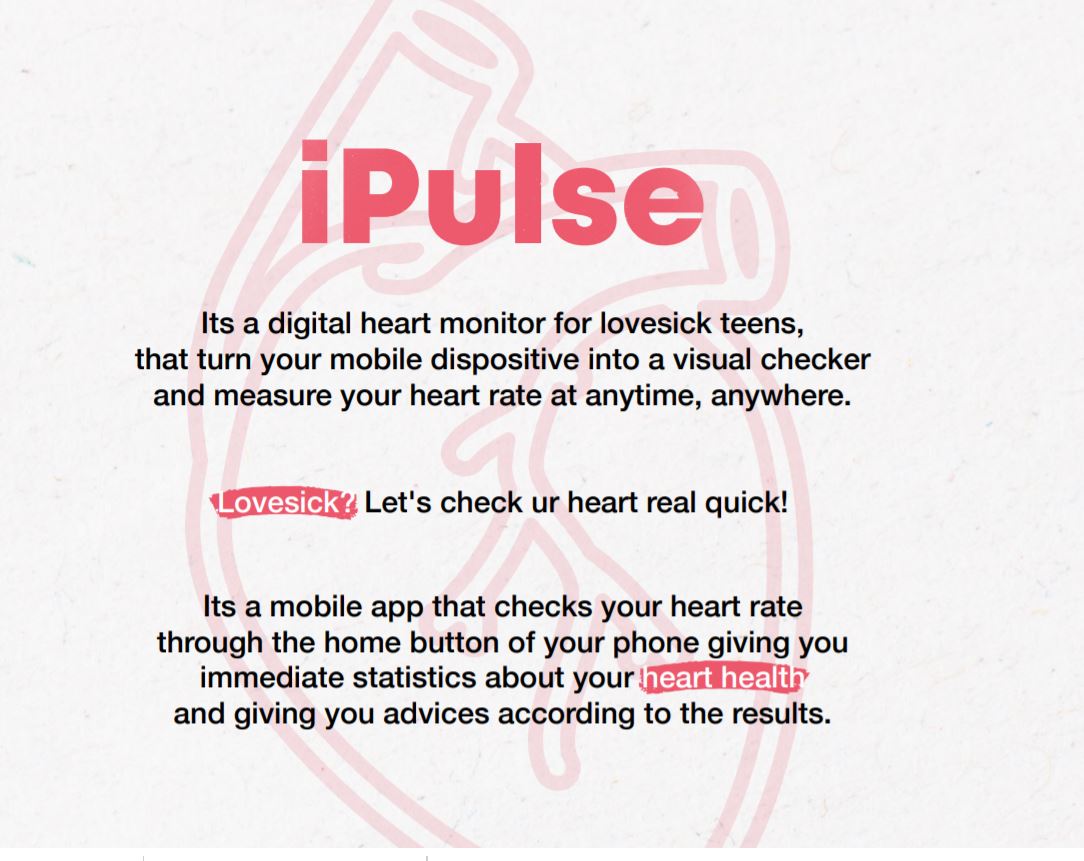 iPulse
Its a digital heart monitor for lovesick teens,
that turn your mobile dispositive into a visual checker
and measure your heart rate at anytime, anywhere.
Lovesick? Let's check ur heart real quick!
Its a mobile app that checks your heart rate
through the home button of your phone giving you
immediate statistics about your heart health
and giving you advices according to the results.